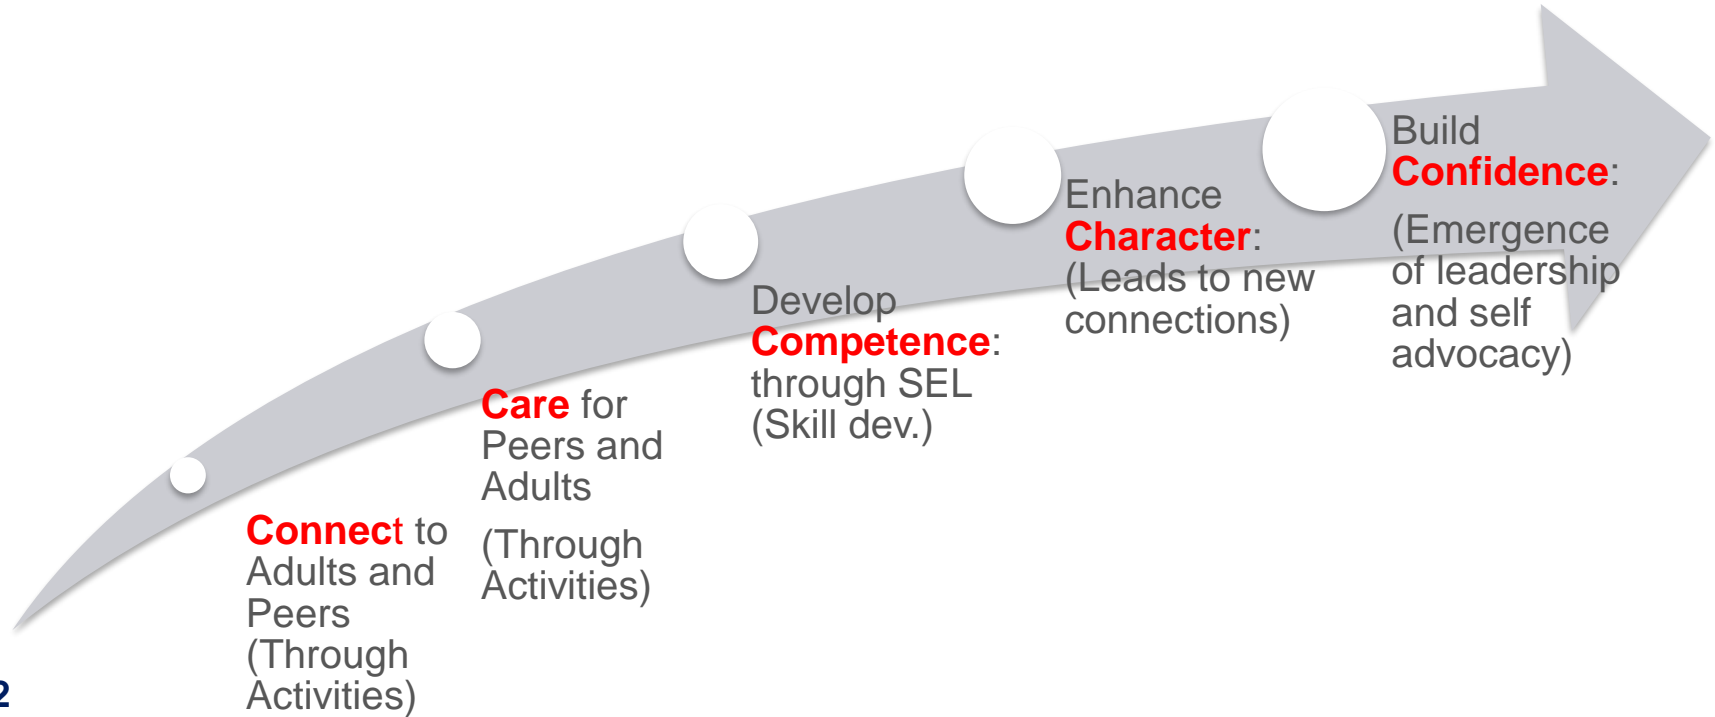 Connect to
Adults and
Peers
(Through
Activities)
Care for
Peers and
Adults
(Through
Activities)
Develop
Competence:
through SEL
(Skill dev.)
Enhance
Character:
(Leads to new
connections)
Build
Confidence:
(Emergence
of leadership
and self
advocacy)
2